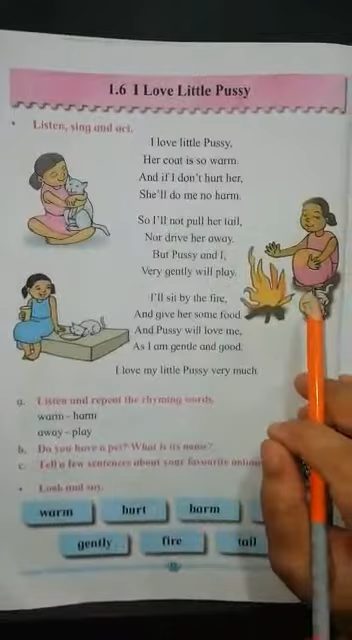 1.6 I Love Little Pussy
• Listen, sing and act.
I love little Pussy,
Her coat is so warm.
And if I don't hurt her,
She'll do me no harm.
So I'll not pull her tail,
Nor drive her away.
But Pussy and I,
Very gently will play.
I'll sit by the fire,
And give her some food.
And Pussy will love me,
As I am gentle and good.
I love my little Pussy very much
a. Listen and repeat the rhyming words.
warm - harm
away - play
b. Do you have a pet? What is its name?
c. Tell a few sentences about your favourite
• Look and say.
warm
hurt
harm
gently
fire
tail